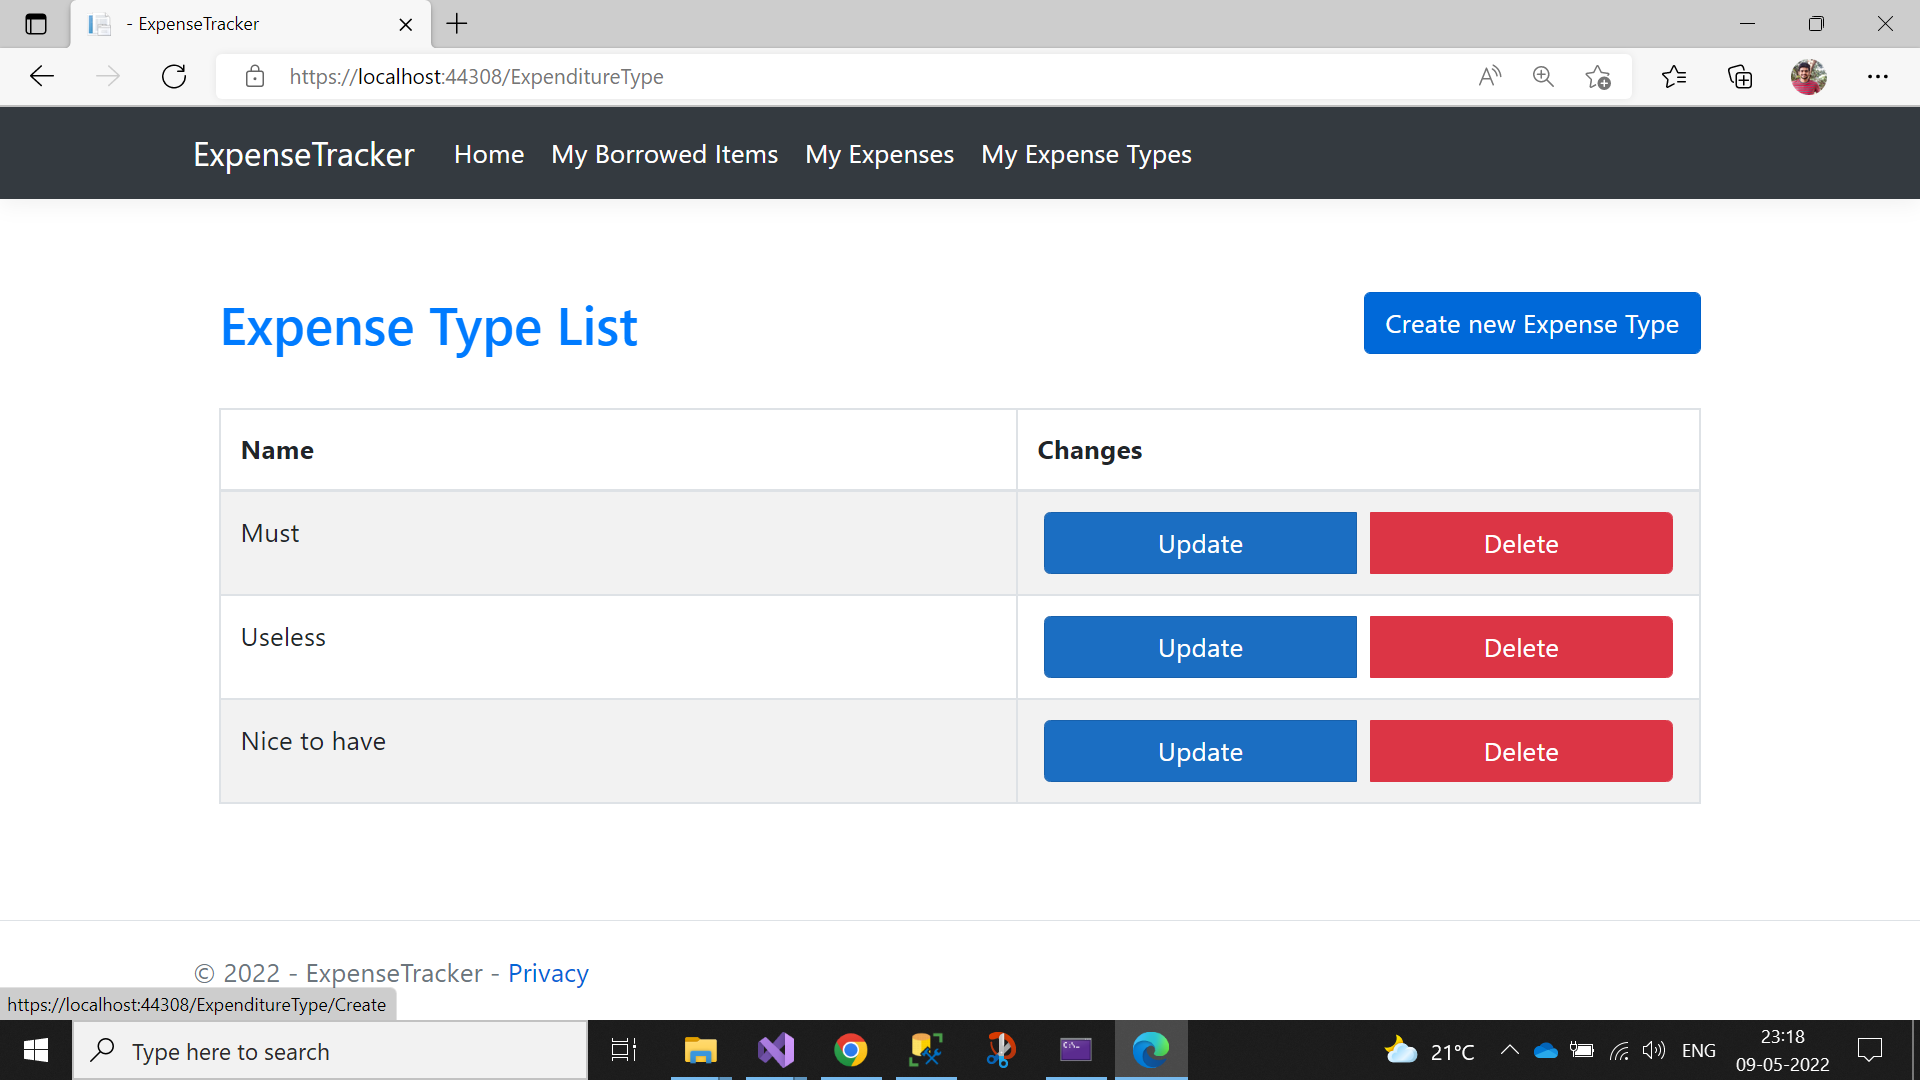 - ExpenseTracker
https://localhost:44308/ExpenditureType
ExpenseTracker Home My Borrowed Items My Expenses My Expense Types
Expense Type List
Create new Expense Type
Name Changes
Must Update Delete
Useless Update Delete
Nice to have Update Delete
© 2022 - ExpenseTracker - Privacy
https://localhost:44308/ExpenditureType/Create
Type here to search
21°C
ENG
23:18
09-05-2022